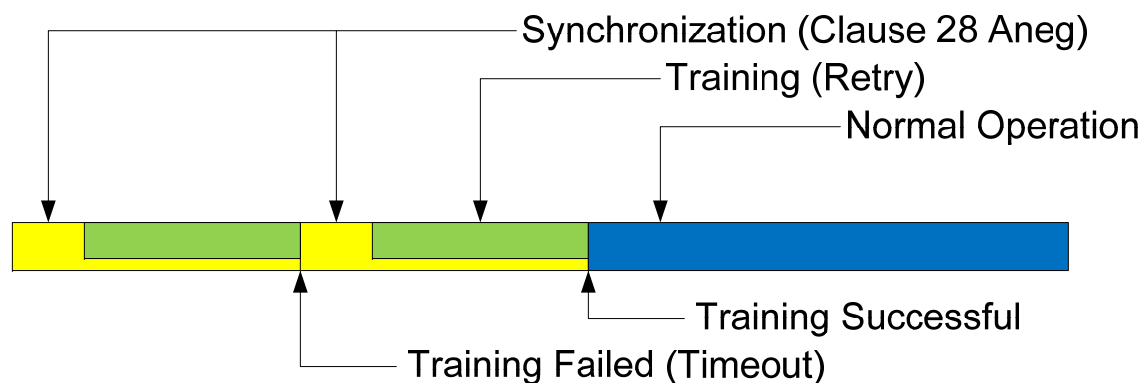 Synchronization (Clause 28 Aneg)
Training (Retry)
Normal Operation
Training Successful
Training Failed (Timeout)